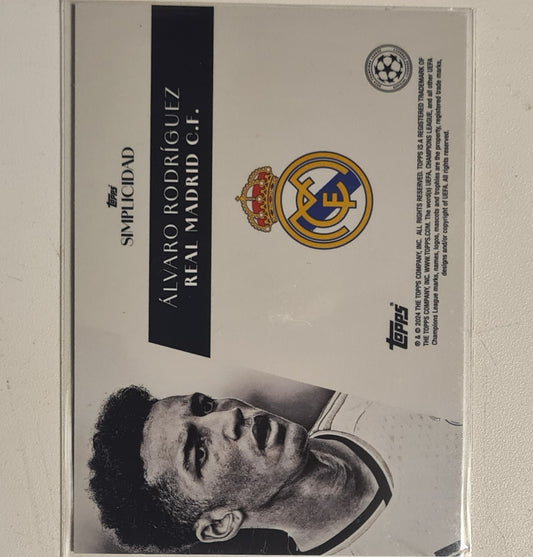 Topps
SIMPLICIDAD
ÁLVARO RODRÍGUEZ
REAL MADRID C.F.
Topps®
® & © 2024 THE TOPPS COMPANY, INC. ALL RIGHTS RESERVED. TOPPS IS A REGISTERED TRADEMARK OF
THE TOPPS COMPANY, INC. WWW.TOPPS.COM. The word(s) UEFA, CHAMPIONS LEAGUE, and all other UEFA
Champions League marks, names, logos, mascots and trophies are the property, registered trade marks,
designs and/or copyright of UEFA. All rights reserved.